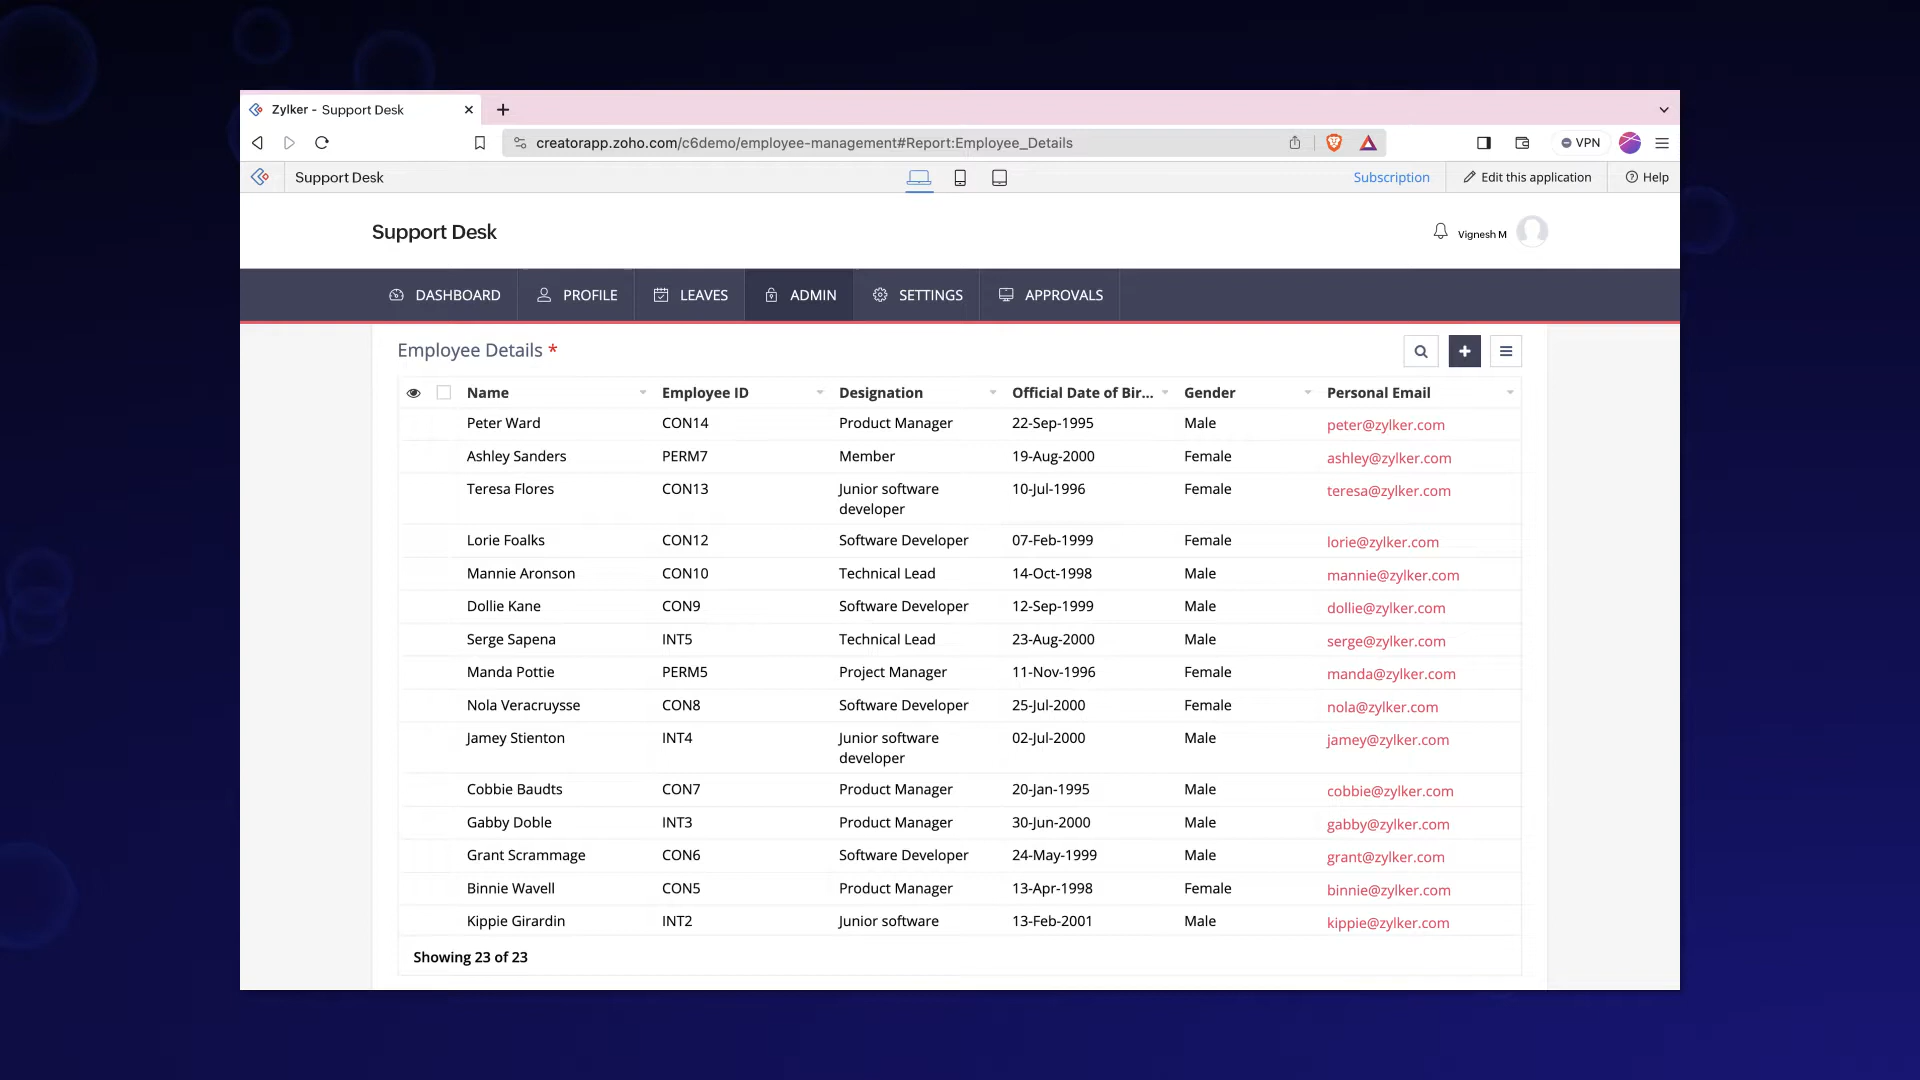 Zylker - Support Desk
creatorapp.zoho.com/c6demo/employee-management#Report:Employee_Details
VPN
Support Desk
Subscription
Edit this application
Help
Support Desk
Vignesh M
DASHBOARD PROFILE LEAVES ADMIN SETTINGS APPROVALS
Employee Details *
Name Employee ID Designation Official Date of Bir... Gender Personal Email
Peter Ward CON14 Product Manager 22-Sep-1995 Male peter@zylker.com
Ashley Sanders PERM7 Member 19-Aug-2000 Female ashley@zylker.com
Teresa Flores CON13 Junior software 10-Jul-1996 Female teresa@zylker.com
developer
Lorie Foalks CON12 Software Developer 07-Feb-1999 Female lorie@zylker.com
Mannie Aronson CON10 Technical Lead 14-Oct-1998 Male mannie@zylker.com
Dollie Kane CON9 Software Developer 12-Sep-1999 Male dollie@zylker.com
Serge Sapena INT5 Technical Lead 23-Aug-2000 Male serge@zylker.com
Manda Pottie PERM5 Project Manager 11-Nov-1996 Female manda@zylker.com
Nola Veracruysse CON8 Software Developer 25-Jul-2000 Female nola@zylker.com
Jamey Stienton INT4 Junior software 02-Jul-2000 Male jamey@zylker.com
developer
Cobbie Baudts CON7 Product Manager 20-Jan-1995 Male cobbie@zylker.com
Gabby Doble INT3 Product Manager 30-Jun-2000 Male gabby@zylker.com
Grant Scrammage CON6 Software Developer 24-May-1999 Male grant@zylker.com
Binnie Wavell CON5 Product Manager 13-Apr-1998 Female binnie@zylker.com
Kippie Girardin INT2 Junior software 13-Feb-2001 Male kippie@zylker.com
Showing 23 of 23